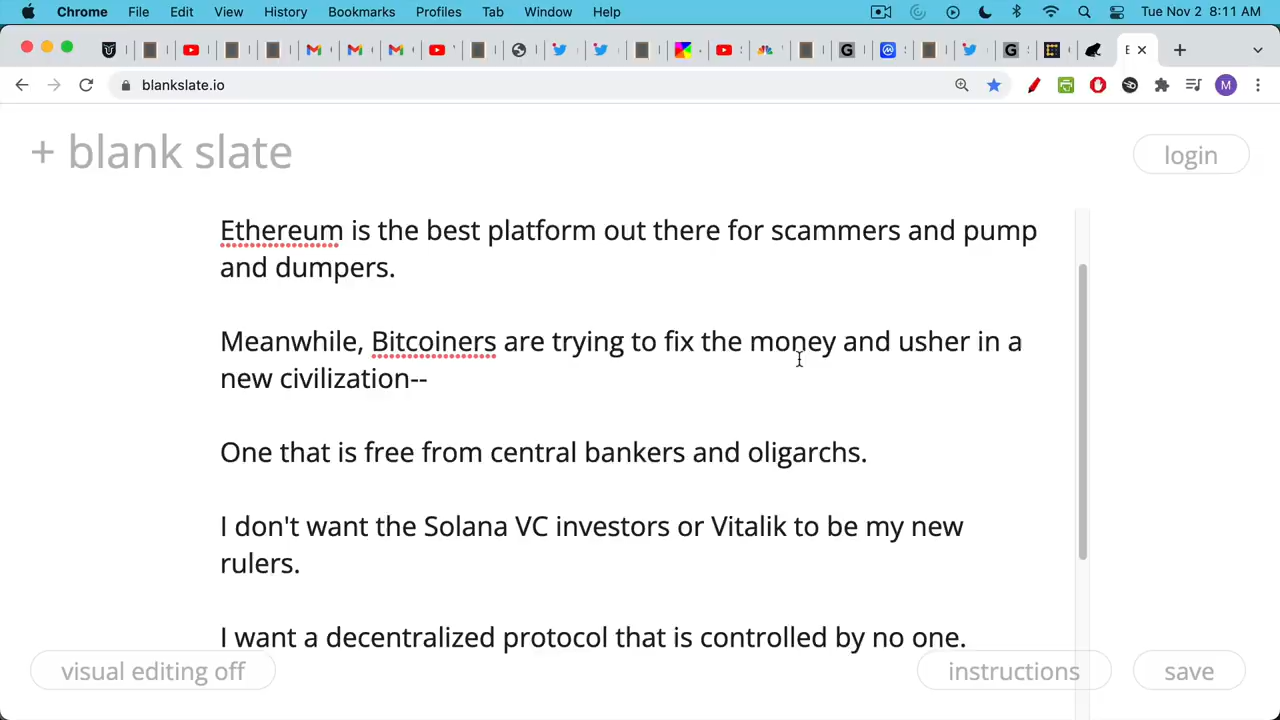 Chrome File Edit View History Bookmarks Profiles Tab Window Help Tue Nov 2 8:11 AM
blankslate.io M
+ blank slate
login
Ethereum is the best platform out there for scammers and pump
and dumpers.
Meanwhile, Bitcoiners are trying to fix the money and usher in a
new civilization--
One that is free from central bankers and oligarchs.
I don't want the Solana VC investors or Vitalik to be my new
rulers.
I want a decentralized protocol that is controlled by no one.
visual editing off
instructions
save